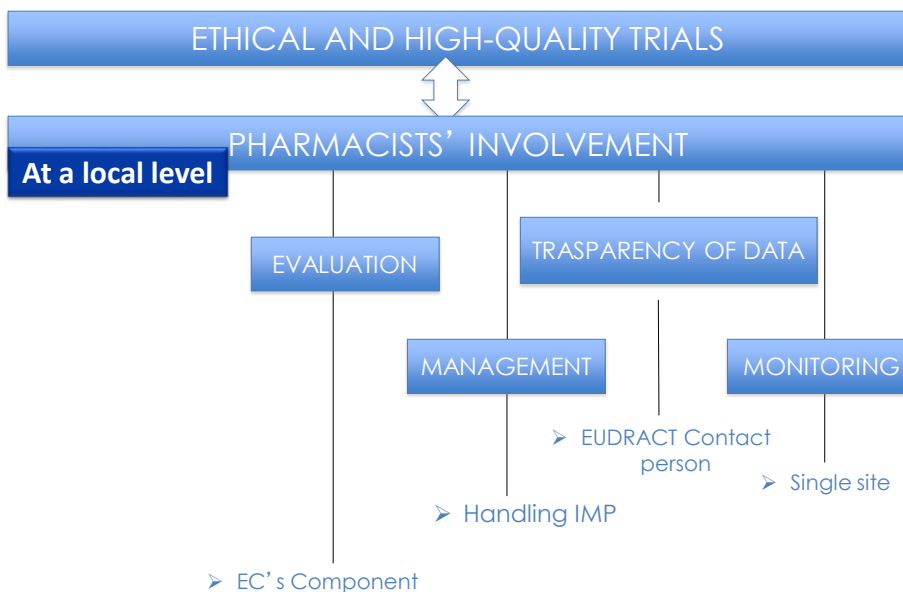 ETHICAL AND HIGH-QUALITY TRIALS
PHARMACISTS’ INVOLVEMENT
At a local level
EVALUATION
TRASPARENCY OF DATA
MANAGEMENT
MONITORING
➢ EUDRACT Contact
person
➢ Single site
➢ Handling IMP
➢ EC’s Component